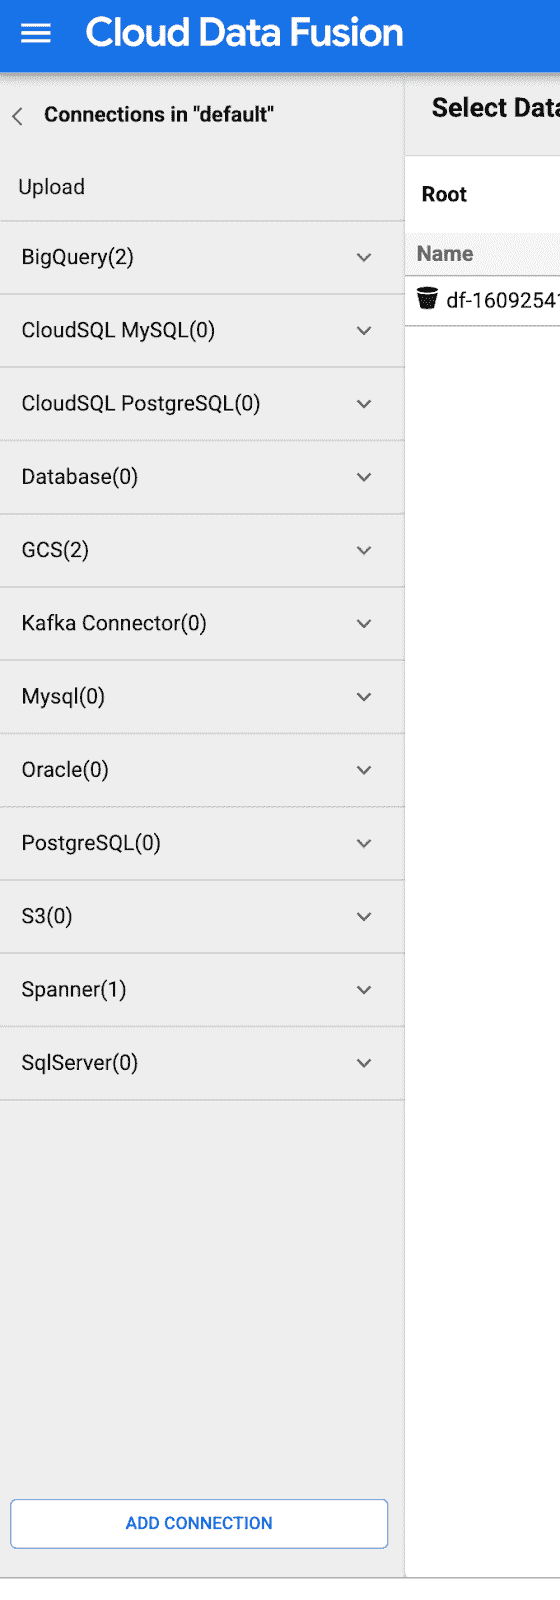 Cloud Data Fusion
Connections in "default"
Select Data
Upload
Root
BigQuery(2)
Name
df-1609254
CloudSQL MySQL(0)
CloudSQL PostgreSQL(0)
Database(0)
GCS(2)
Kafka Connector(0)
Mysql(0)
Oracle(0)
PostgreSQL(0)
S3(0)
Spanner(1)
SqlServer(0)
ADD CONNECTION